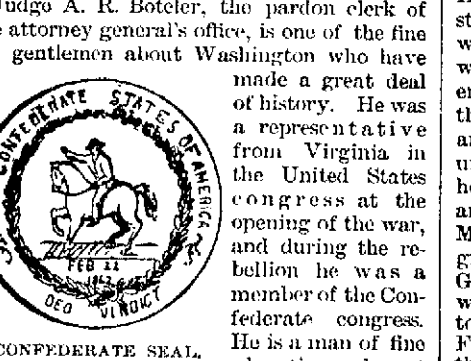 Judge A. R. Boteler, the pardon clerk of
e attorney general's office, is one of the fine
gentlemen about Washington who have
made a great deal
of history. He was
a representative
from Virginia in
the United States
congress at the
opening of the war,
and during the re-
bellion he was a
member of the Con-
federate congress.
He is a man of fine
CONFEDERATE STATES OF AMERICA
FEB 22
DEO VINDICE
CONFEDERATE SEAL.